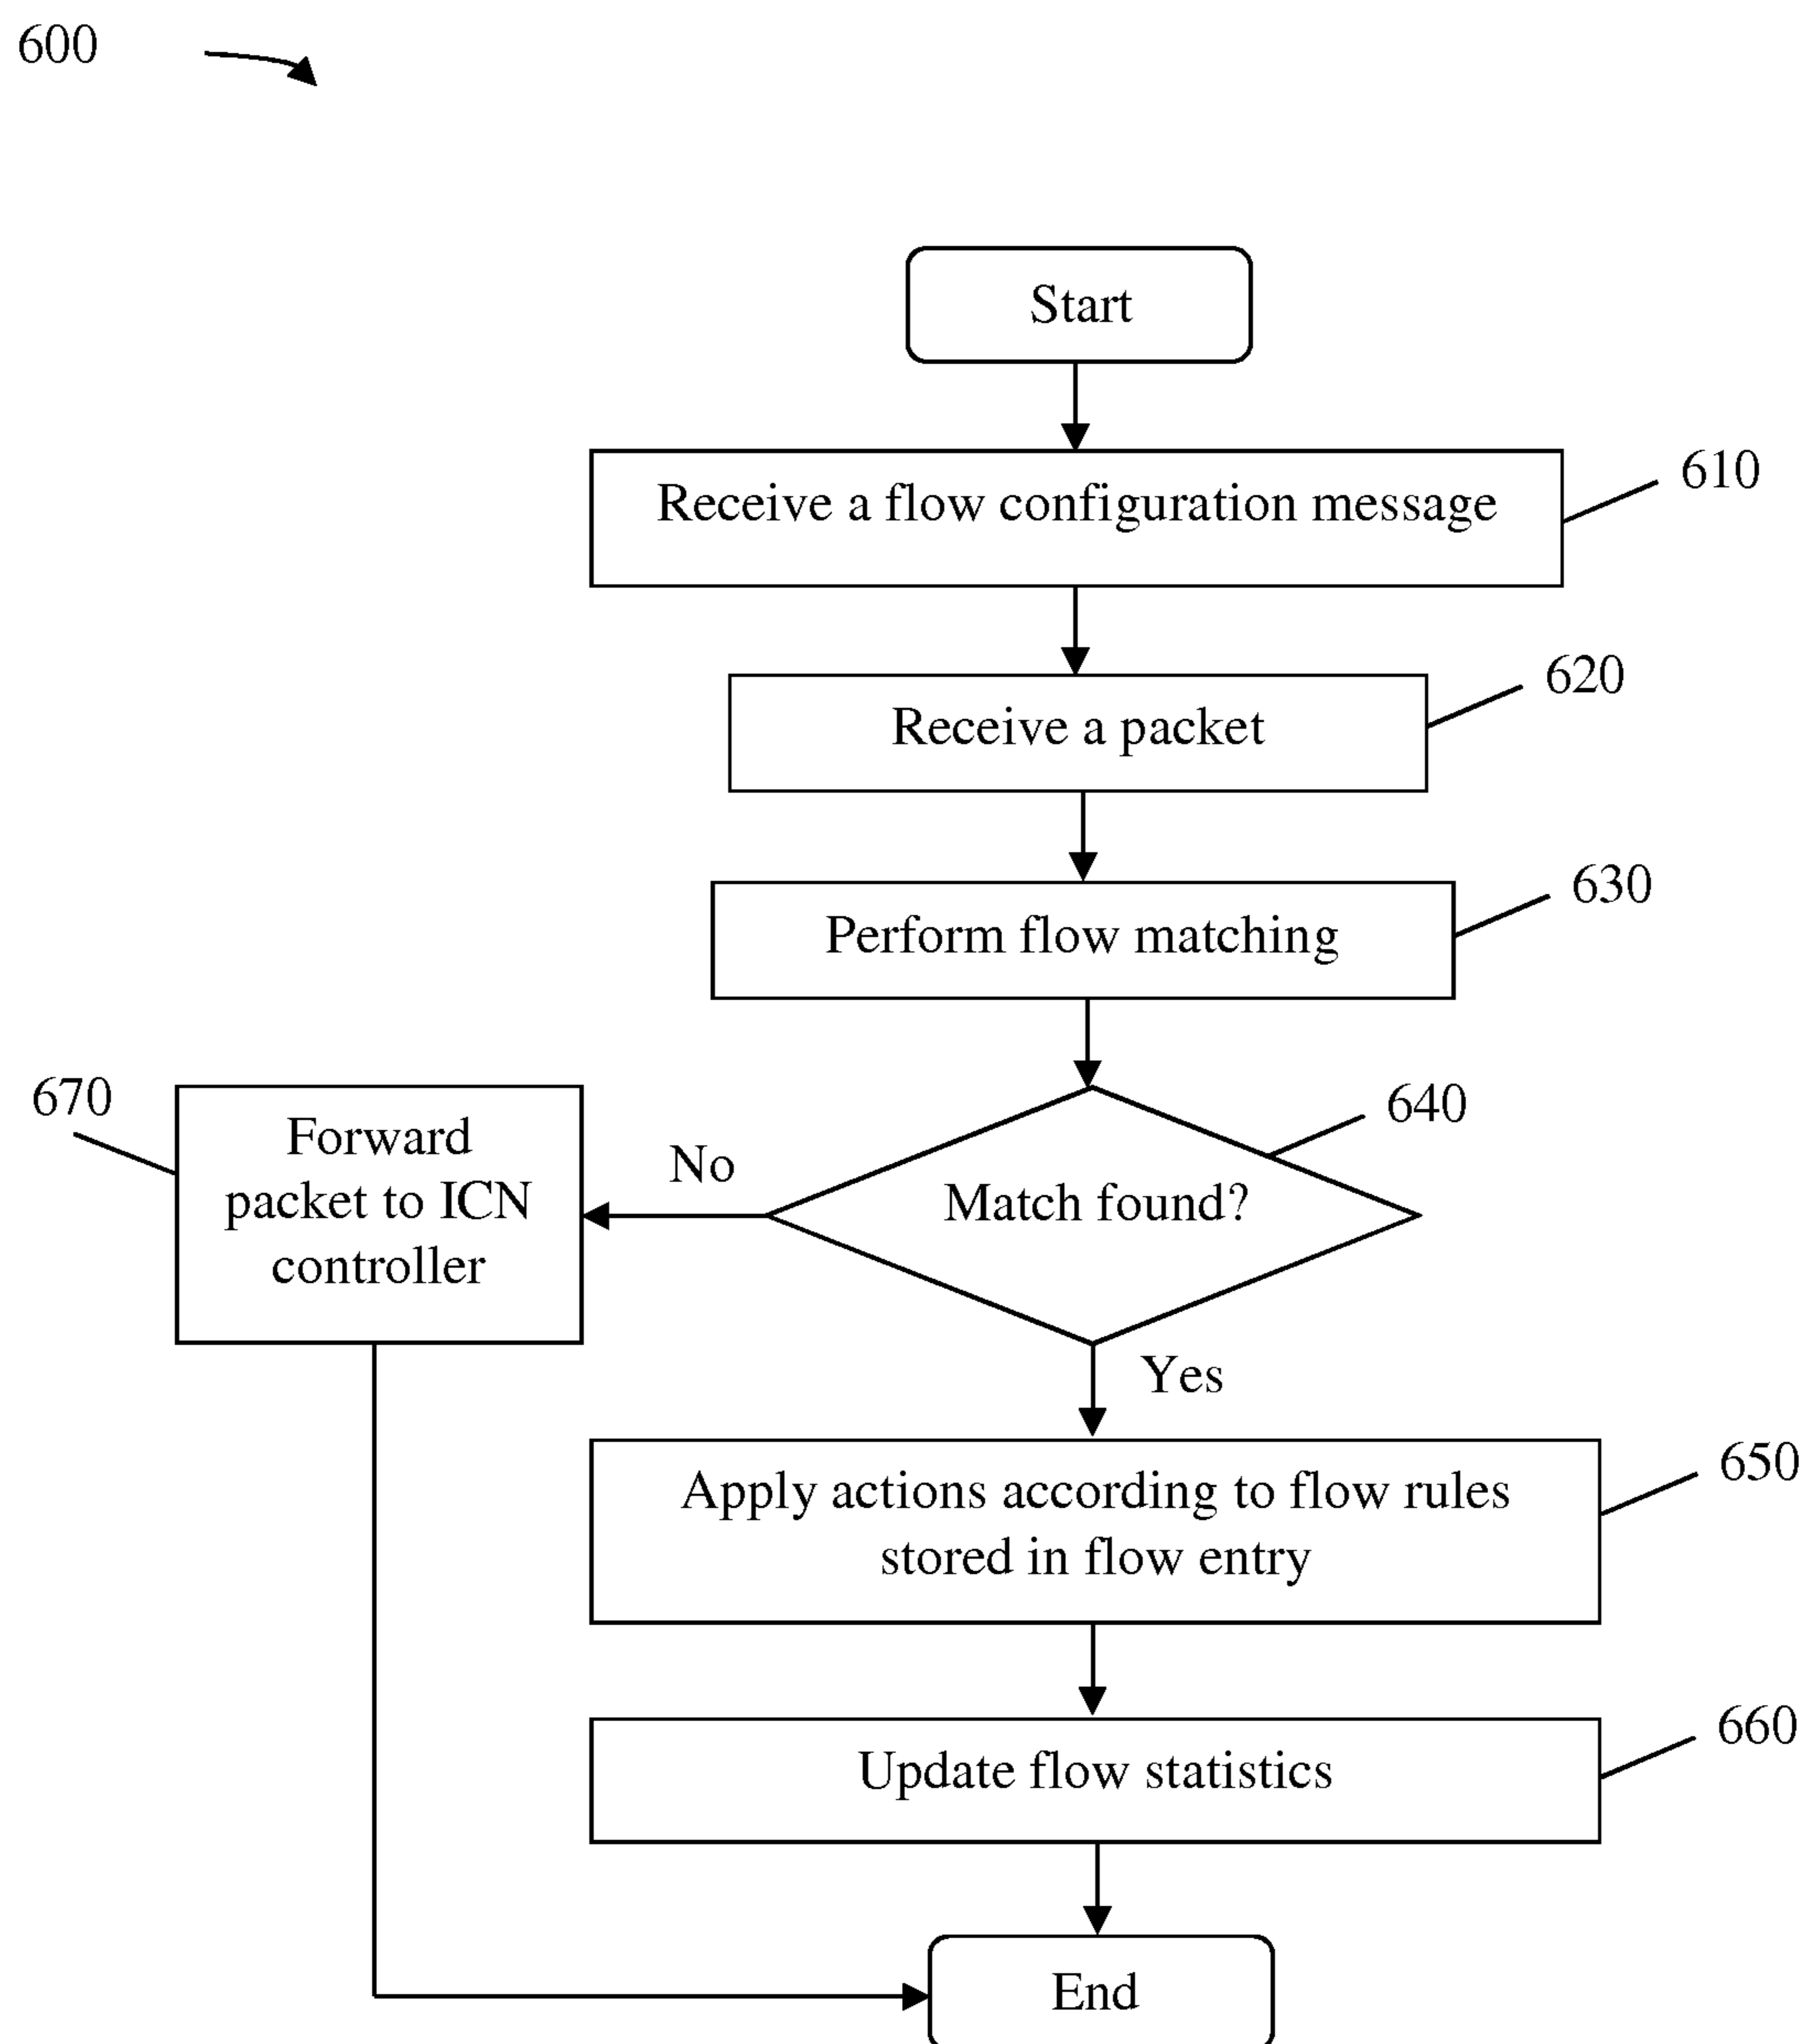 600
Start
Receive a flow configuration message
610
Receive a packet
620
Perform flow matching
630
640
Match found?
No
670
Forward
packet to ICN
controller
Yes
Apply actions according to flow rules
stored in flow entry
650
Update flow statistics
660
End